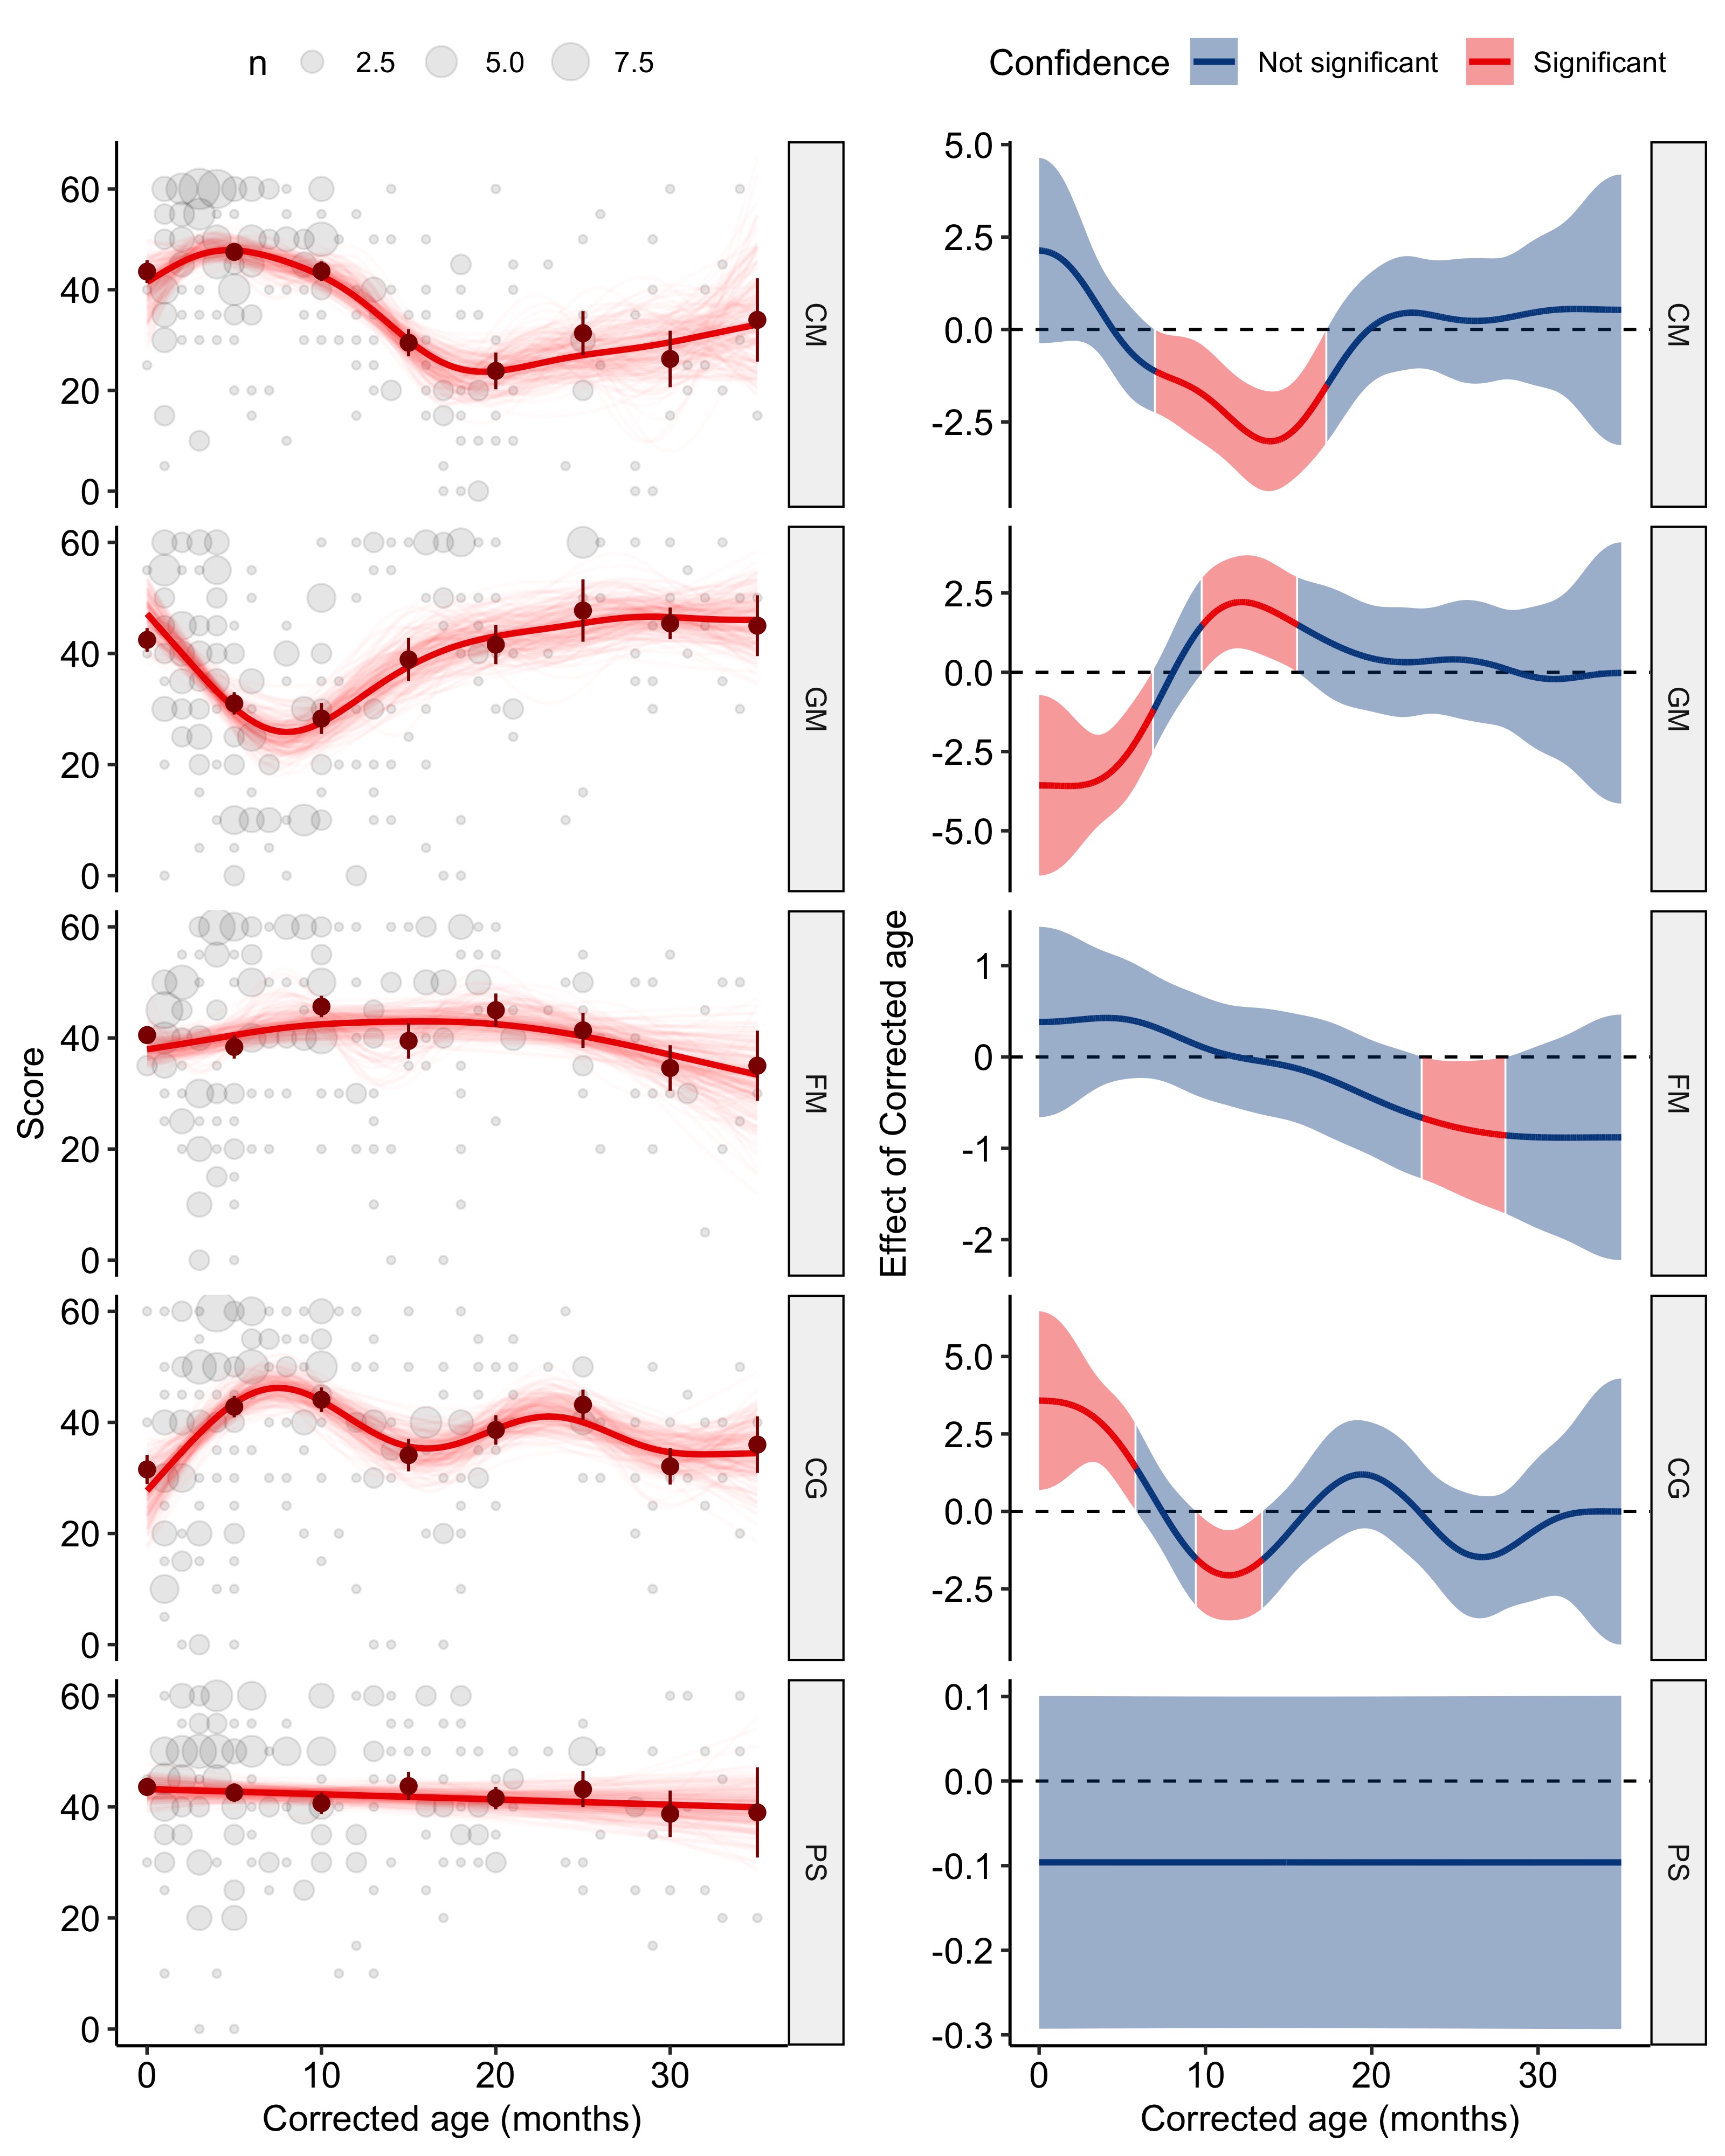 n 2.5 5.0 7.5
Confidence Not significant Significant
60
40
20
0
CM
5.0
2.5
0.0
-2.5
CM
60
40
20
0
GM
2.5
0.0
-2.5
-5.0
GM
Score
60
40
20
0
FM
Effect of Corrected age
1
0
-1
-2
FM
60
40
20
0
CG
5.0
2.5
0.0
-2.5
CG
60
40
20
0
PS
0.1
0.0
-0.1
-0.2
-0.3
PS
0 10 20 30
Corrected age (months)
0 10 20 30
Corrected age (months)